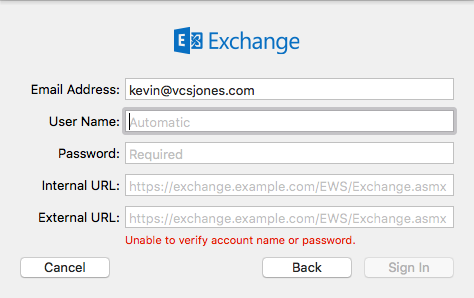 Exchange
Email Address: kevin@vcsjones.com
User Name: Automatic
Password: Required
Internal URL: https://exchange.example.com/EWS/Exchange.asmx
External URL: https://exchange.example.com/EWS/Exchange.asmx
Unable to verify account name or password.
Cancel Back Sign In